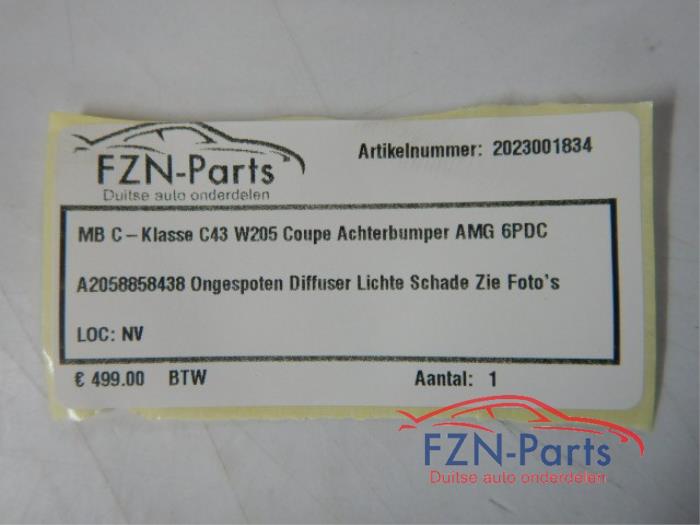 FZN-Parts
Duitse auto onderdelen
Artikelnummer: 2023001834
MB C-Klasse C43 W205 Coupe Achterbumper AMG 6PDC
A2058858438 Ongespoten Diffuser Lichte Schade Zie Foto's
LOC: NV
€ 499.00 BTW Aantal: 1
FZN-Parts
Duitse auto onderdelen